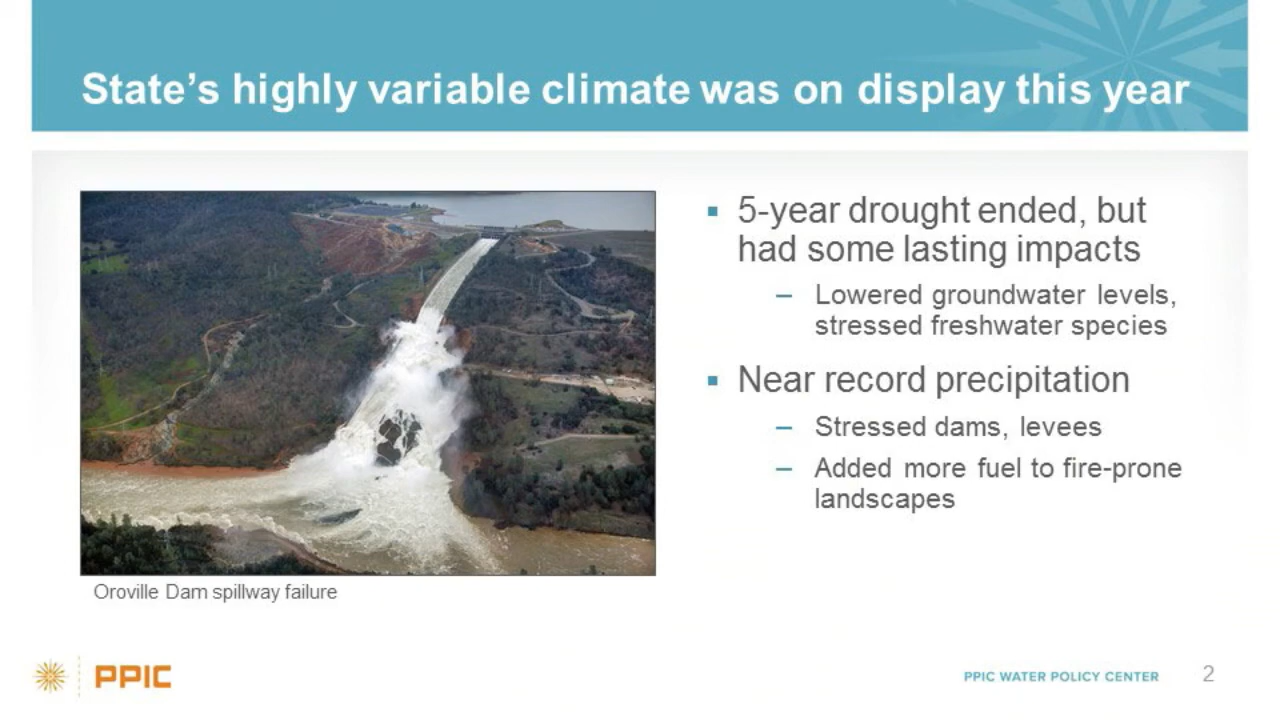 State’s highly variable climate was on display this year
▪ 5-year drought ended, but
had some lasting impacts
– Lowered groundwater levels,
stressed freshwater species
▪ Near record precipitation
– Stressed dams, levees
– Added more fuel to fire-prone
landscapes
Oroville Dam spillway failure
PPIC
PPIC WATER POLICY CENTER
2